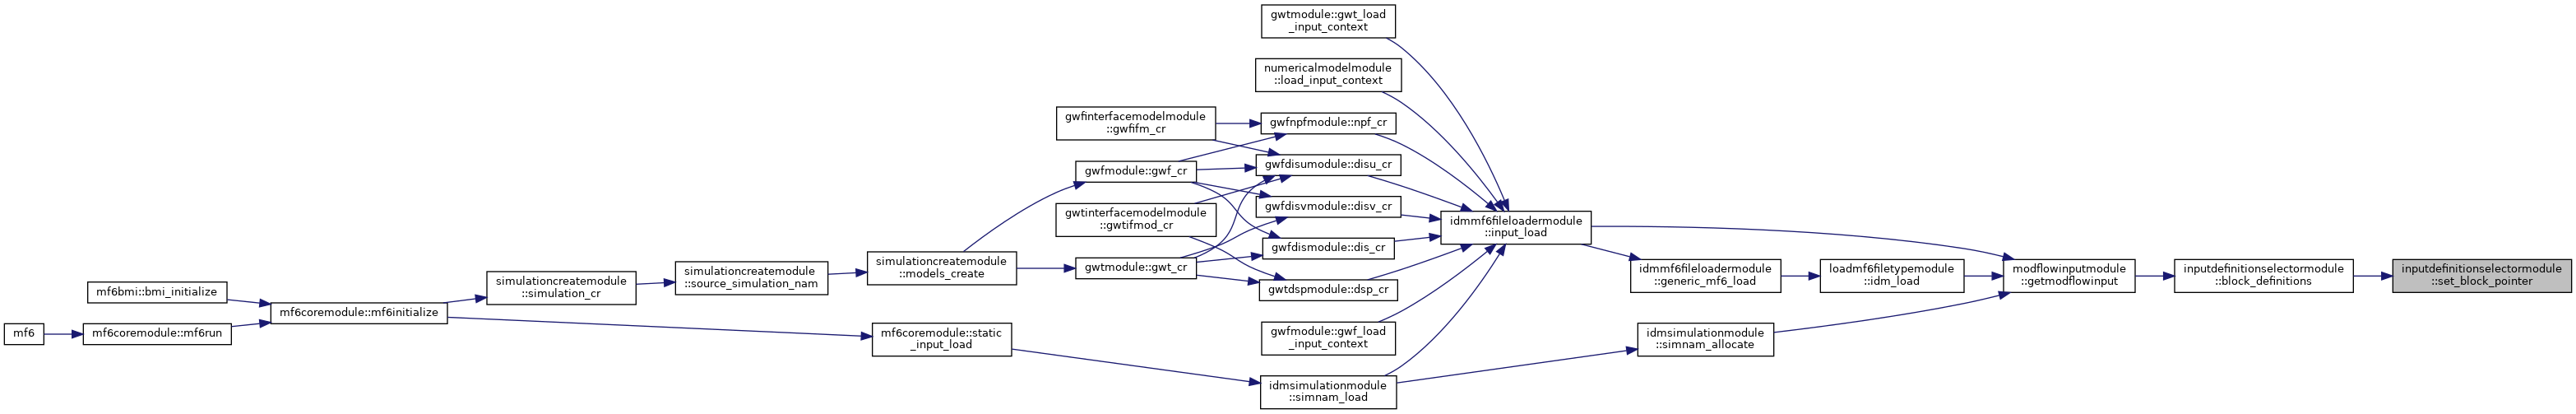 gwtmodule::gwt_load
_input_context
numericalmodelmodule
::load_input_context
gwfinterfacemodelmodule
::gwfifm_cr
gwfnpfmodule::npf_cr
gwfmodule::gwf_cr
gwfdisumodule::disu_cr
gwtinterfacemodelmodule
::gwtifmod_cr
gwfdisvmodule::disv_cr
idmmf6fileloadermodule
::input_load
gwfdismodule::dis_cr
simulationcreatemodule
::models_create
gwtmodule::gwt_cr
gwtdspmodule::dsp_cr
mf6bmi::bmi_initialize
simulationcreatemodule
::simulation_cr
simulationcreatemodule
::source_simulation_nam
idmmf6fileloadermodule
::generic_mf6_load
loadmf6filetypemodule
::idm_load
modflowinputmodule
::getmodflowinput
inputdefinitionselectormodule
::block_definitions
inputdefinitionselectormodule
::set_block_pointer
mf6coremodule::mf6initialize
mf6
mf6coremodule::mf6run
mf6coremodule::static
_input_load
gwfmodule::gwf_load
_input_context
idmsimulationmodule
::simnam_allocate
idmsimulationmodule
::simnam_load